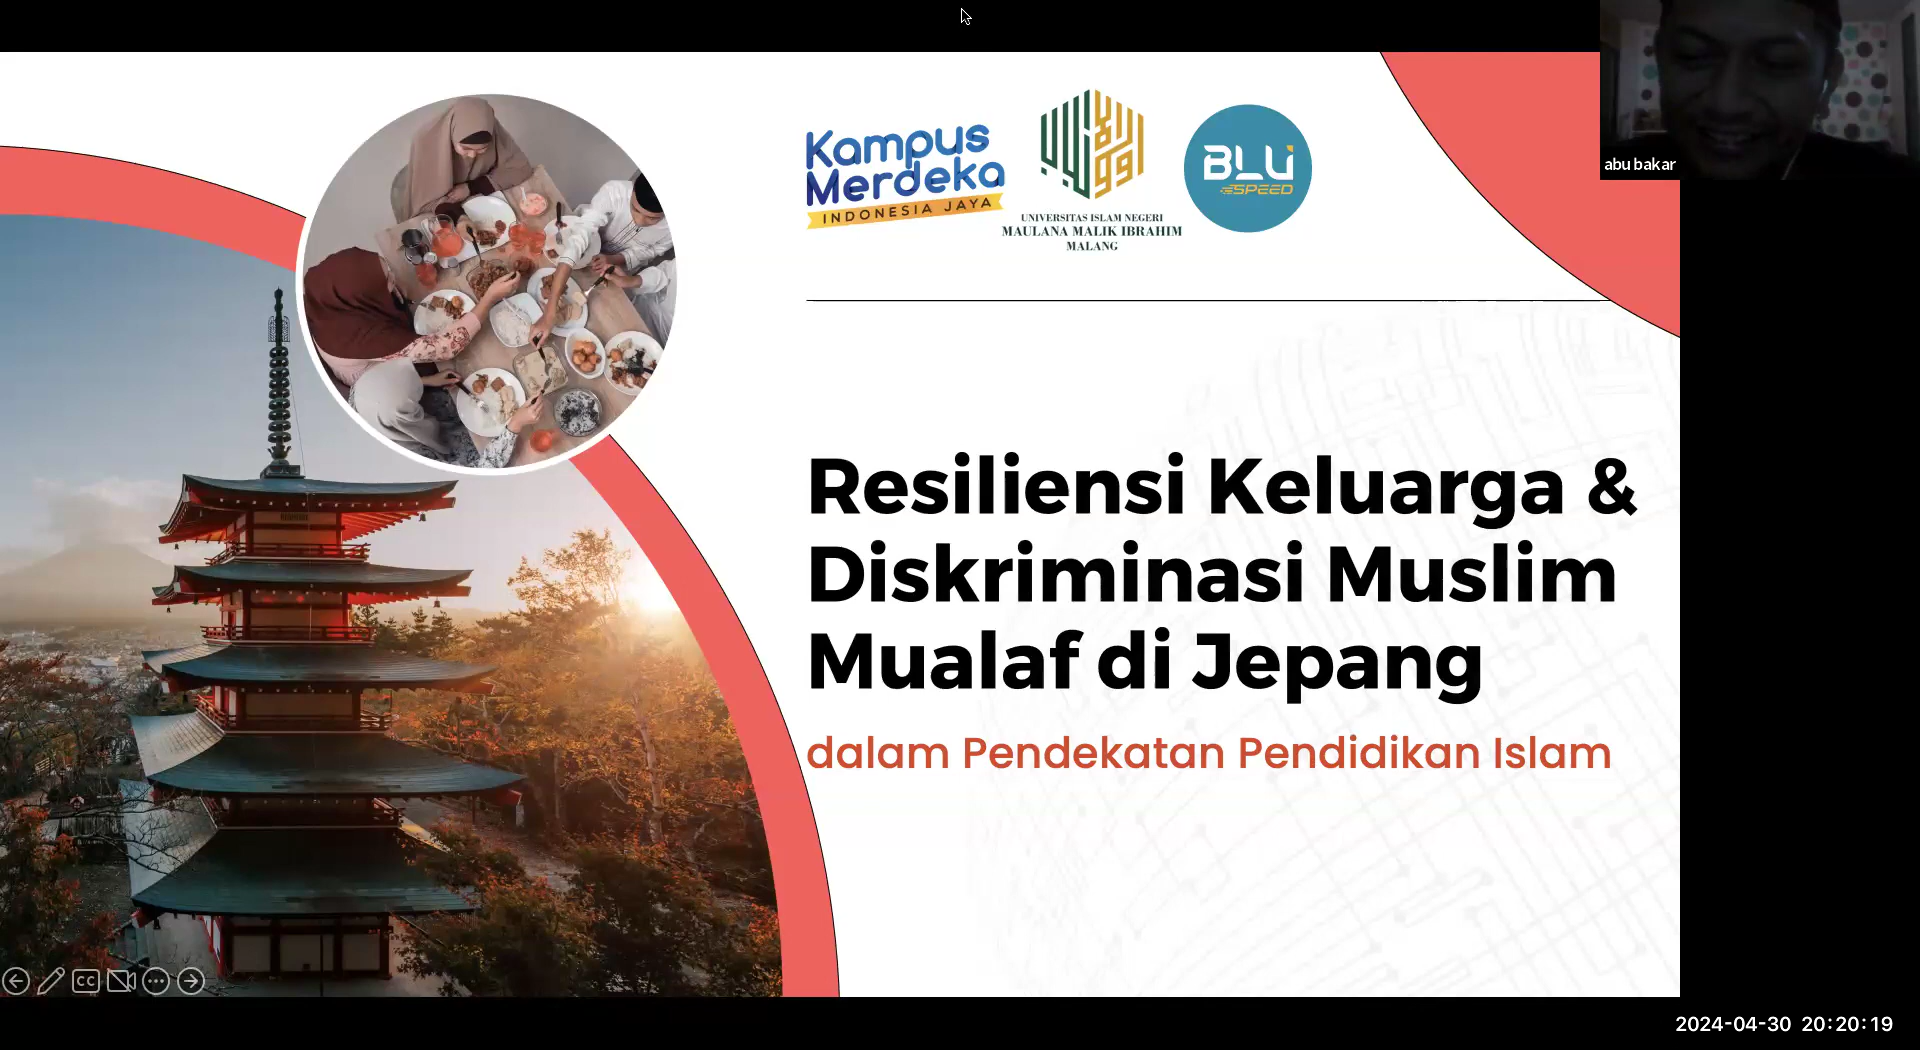 Kampus
Merdeka
INDONESIA JAYA
UNIVERSITAS ISLAM NEGERI
MAULANA MALIK IBRAHIM
MALANG
BLU
SPEED
abu bakar
Resiliensi Keluarga &
Diskriminasi Muslim
Mualaf di Jepang
dalam Pendekatan Pendidikan Islam
CC
2024-04-30 20:20:19